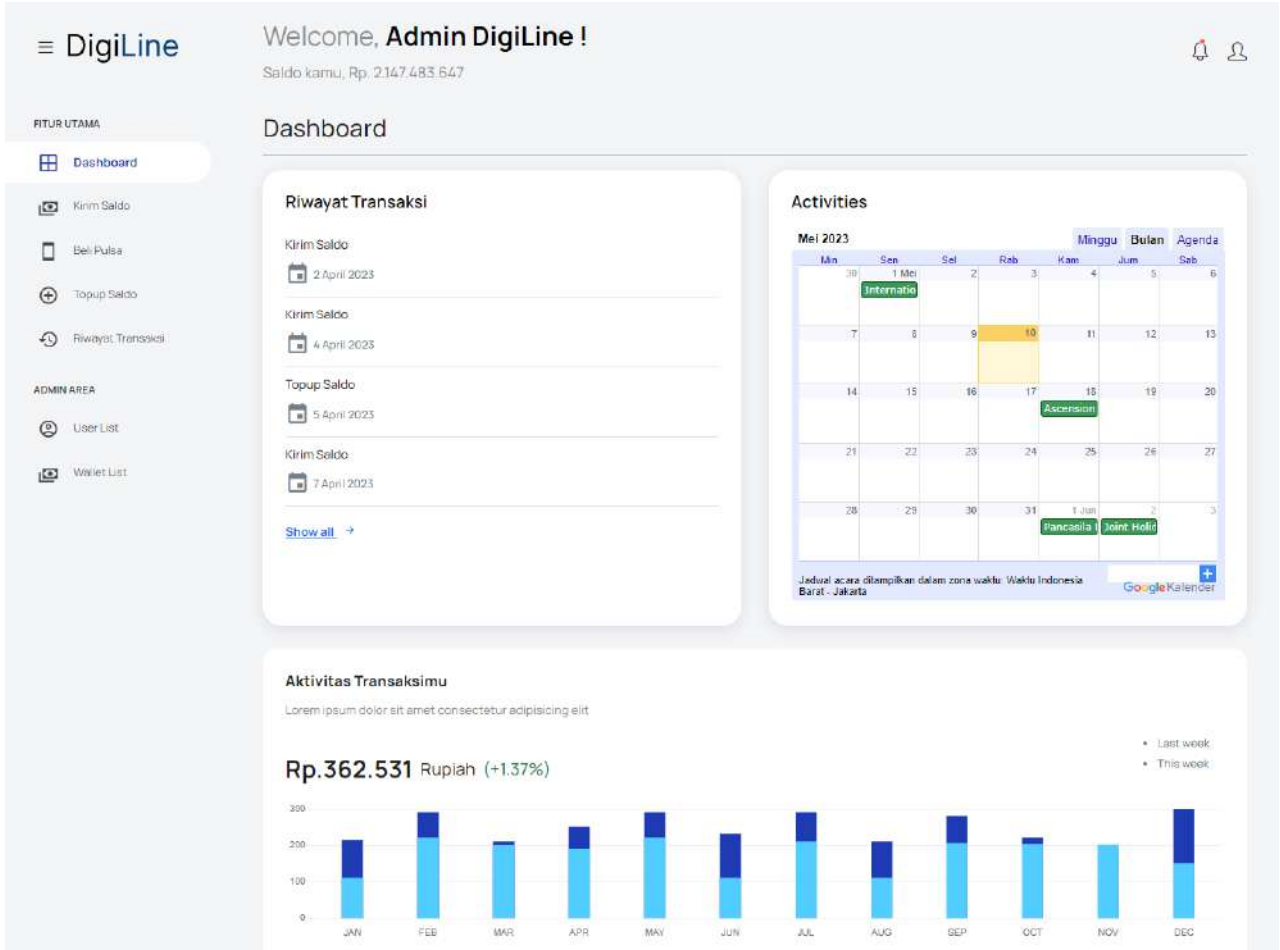 DigiLine
Welcome, Admin DigiLine !
Saldo kamu, Rp. 2.147.483.647
FITUR UTAMA
Dashboard
Kirim Saldo
Beli Pulsa
Topup Saldo
Riwayat Transaksi
ADMIN AREA
User List
Wallet List
Dashboard
Riwayat Transaksi
Kirim Saldo
2 April 2023
Kirim Saldo
4 April 2023
Topup Saldo
5 April 2023
Kirim Saldo
7 April 2023
Show all →
Activities
Mei 2023 Minggu Bulan Agenda
Min Sen Sel Rab Kam Jum Sab
30 1 Mei 2 3 4 5 6
Internatio
7 8 9 10 11 12 13
14 15 16 17 18 19 20
Ascension
21 22 23 24 25 26 27
28 29 30 31 1 Jun 2 3
Pancasila Joint Holid
Jadwal acara ditampilkan dalam zona waktu: Waktu Indonesia
Barat - Jakarta
Google Kalender
Aktivitas Transaksimu
Lorem ipsum dolor sit amet consectetur adipisicing elit
Last week
This week
Rp.362.531 Rupiah (+1.37%)
300
200
100
0
JAN FEB MAR APR MAY JUN JUL AUG SEP OCT NOV DEC